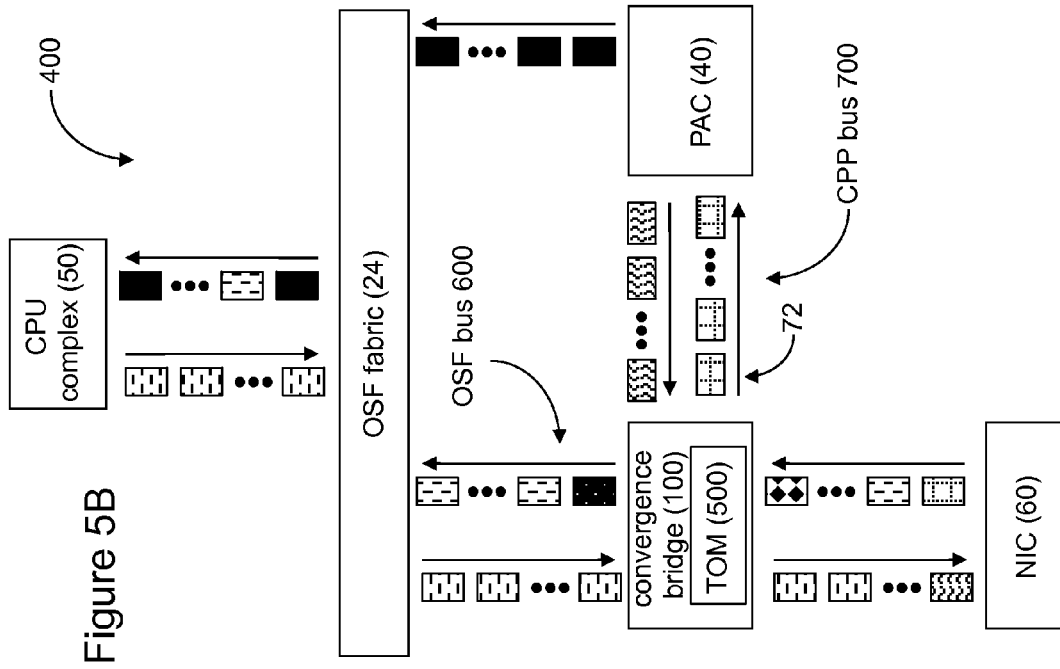 Figure 5B
400
CPU
complex (50)
OSF fabric (24)
OSF bus 600
convergence
bridge (100)
TOM (500)
PAC (40)
72
CPP bus 700
NIC (60)